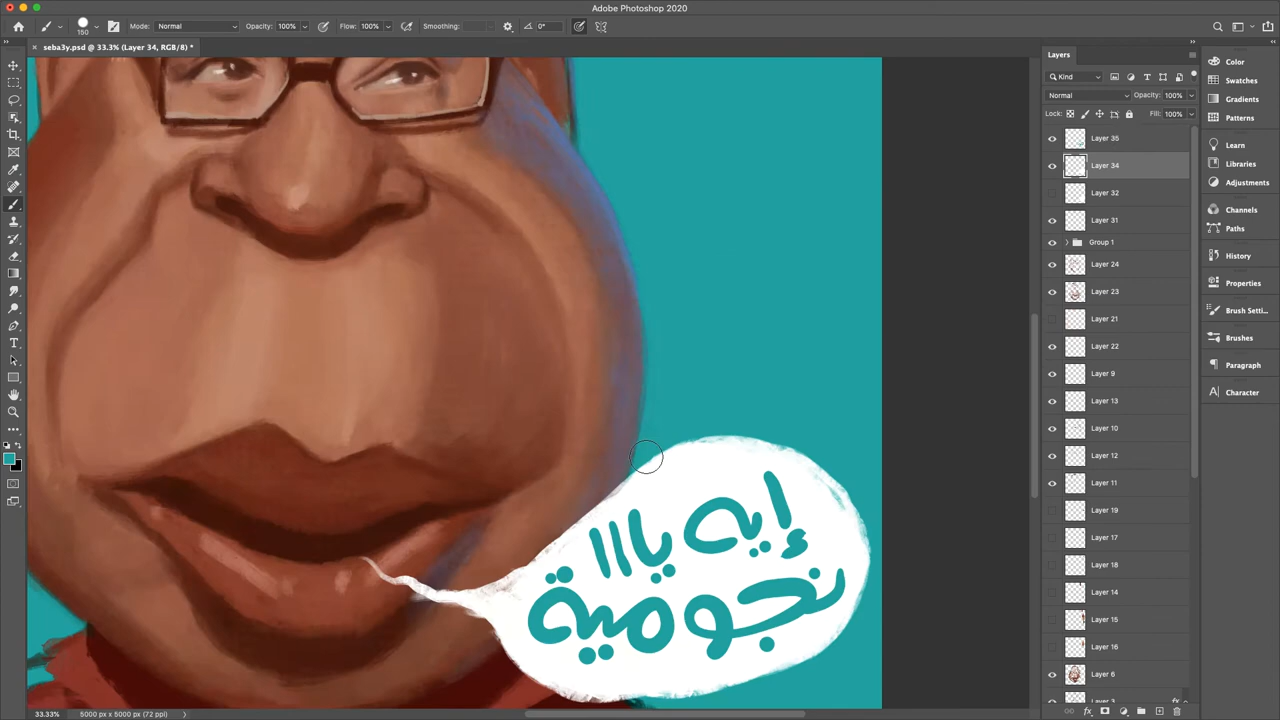 Adobe Photoshop 2020
150 Mode: Normal Opacity: 100% Flow: 100% Smoothing: 0°
seba3y.psd @ 33.3% (Layer 34, RGB/8) *
Layers
Kind
Normal Opacity: 100%
Lock: Fill: 100%
Layer 35
Layer 34
Layer 32
Layer 31
Group 1
Layer 24
Layer 23
Layer 21
Layer 22
Layer 9
Layer 13
Layer 10
Layer 12
Layer 11
Layer 19
Layer 17
Layer 18
Layer 14
Layer 15
Layer 16
Layer 6
Color
Swatches
Gradients
Patterns
Learn
Libraries
Adjustments
Channels
Paths
History
Properties
Brush Setti...
Brushes
Paragraph
Character
إيه يااا
نجومية
33.33% 5000 px x 5000 px (72 ppi)